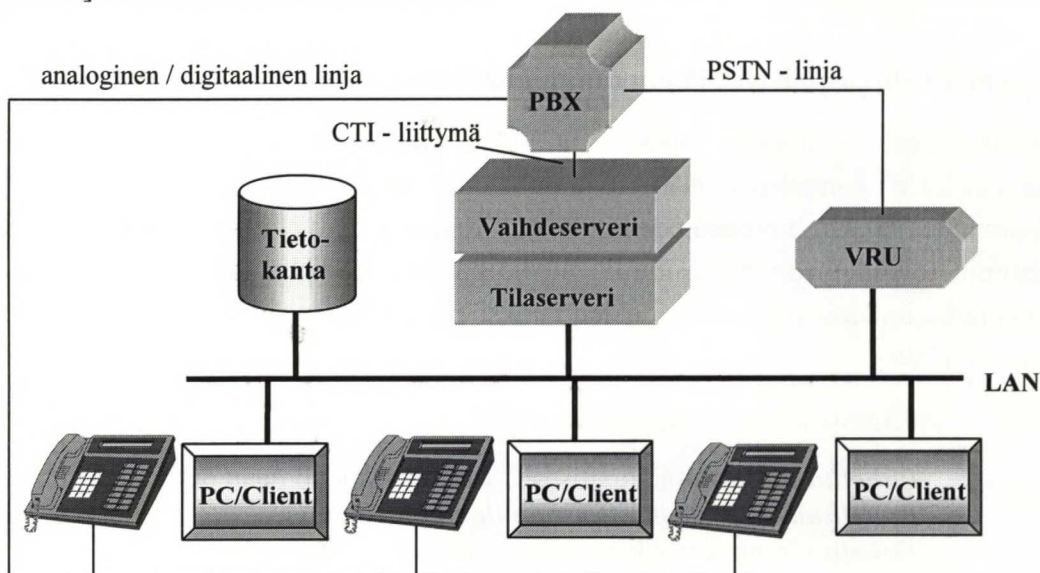 analoginen / digitaalinen linja
PBX
PSTN - linja
CTI - liittymä
Tieto-
kanta
Vaihdeserveri
Tilaserveri
VRU
LAN
PC/Client
PC/Client
PC/Client